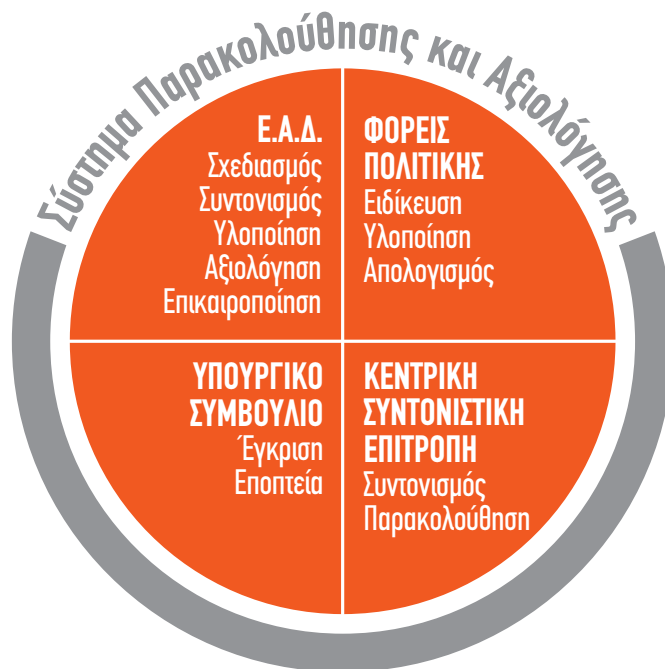 Σύστημα Παρακολούθησης και Αξιολόγησης
Ε.Α.Δ.
Σχεδιασμός
Συντονισμός
Υλοποίηση
Αξιολόγηση
Επικαιροποίηση
ΦΟΡΕΙΣ
ΠΟΛΙΤΙΚΗΣ
Ειδίκευση
Υλοποίηση
Απολογισμός
ΥΠΟΥΡΓΙΚΟ
ΣΥΜΒΟΥΛΙΟ
Έγκριση
Εποπτεία
ΚΕΝΤΡΙΚΗ
ΣΥΝΤΟΝΙΣΤΙΚΗ
ΕΠΙΤΡΟΠΗ
Συντονισμός
Παρακολούθηση